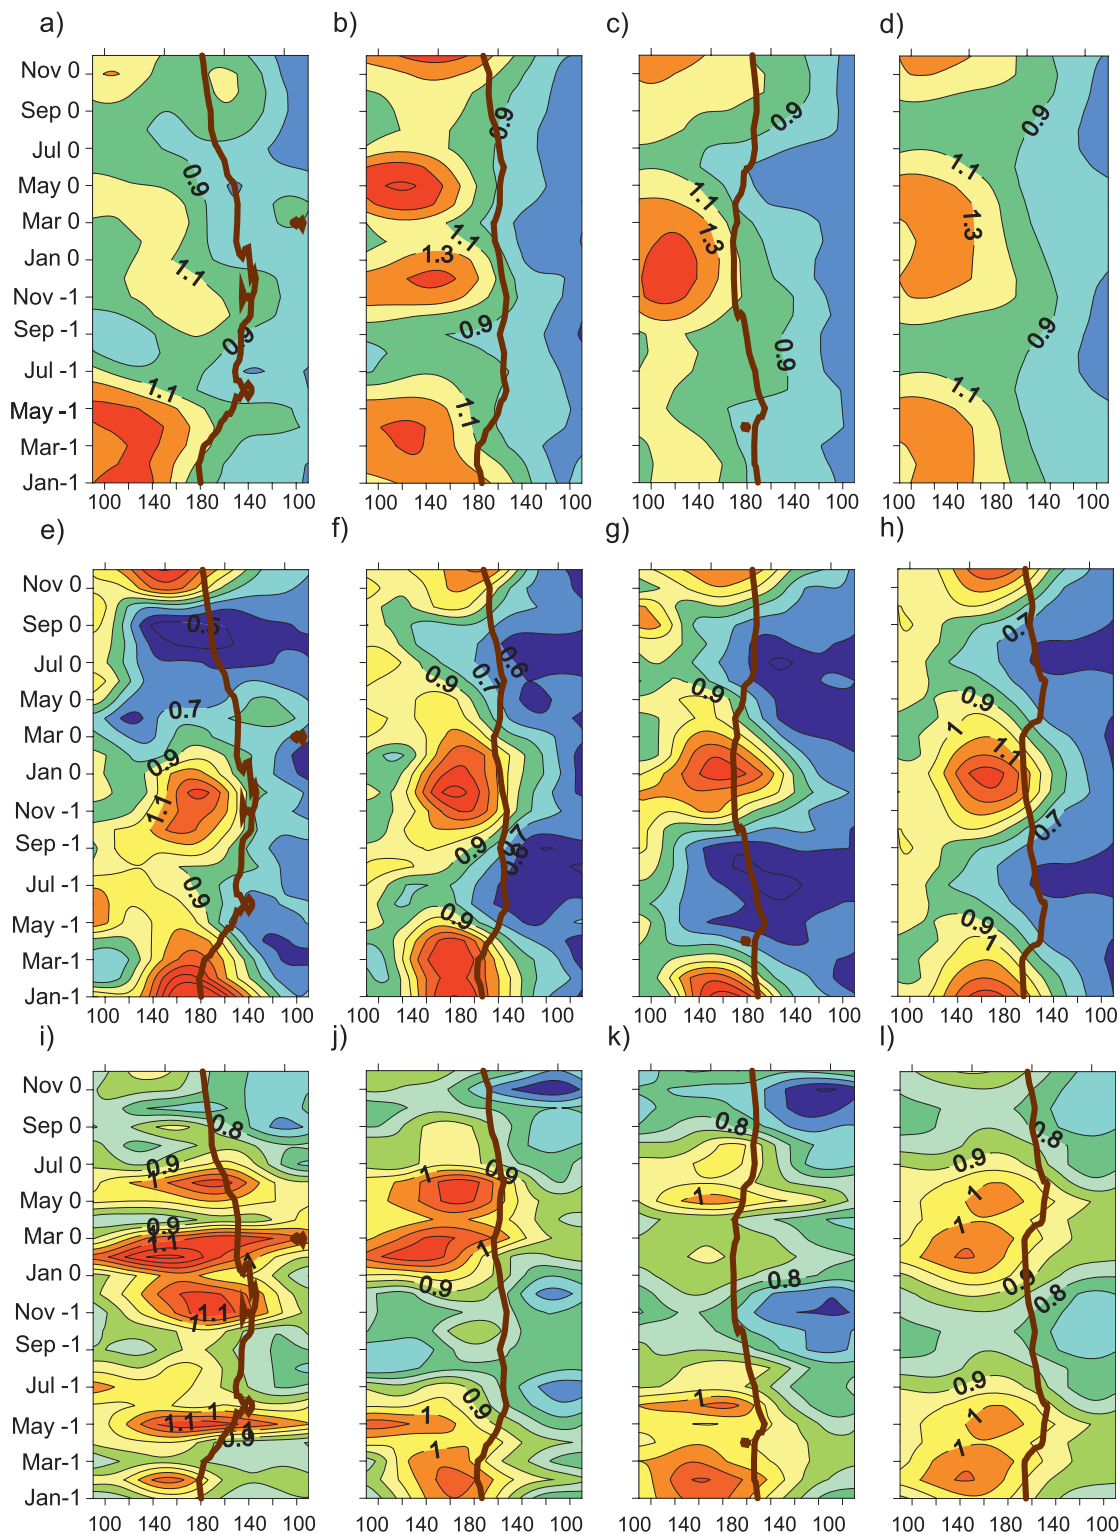 a) b) c) d)
Nov 0
Sep 0
Jul 0
May 0
Mar 0
Jan 0
Nov -1
Sep -1
Jul -1
May -1
Mar-1
Jan-1
0.9 1.1 0.9 1.1
0.9 1.1 1.3 0.9 1.1
0.9 1.1 1.3 0.9
0.9 1.1 1.3 0.9 1.1
100 140 180 140 100 100 140 180 140 100 100 140 180 140 100 100 140 180 140 100
e) f) g) h)
Nov 0
Sep 0
Jul 0
May 0
Mar 0
Jan 0
Nov -1
Sep -1
Jul -1
May -1
Mar-1
Jan-1
0.5 0.7 0.9 1.1 0.9
0.6 0.7 0.9 0.9 0.7 0.9
0.9
0.7 0.9 1 1.1 0.7 0.9 1
100 140 180 140 100 100 140 180 140 100 100 140 180 140 100 100 140 180 140 100
i) j) k) l)
Nov 0
Sep 0
Jul 0
May 0
Mar 0
Jan 0
Nov -1
Sep -1
Jul -1
May -1
Mar-1
Jan-1
0.8 0.9 1 0.9 1.1 1 1.1 1 1.1 1 0.9
1 0.9 1 0.9 0.9 1 1
0.8 1 0.8 1
0.8 0.9 1 1 0.9 0.8 0.9 1 1
100 140 180 140 100 100 140 180 140 100 100 140 180 140 100 100 140 180 140 100